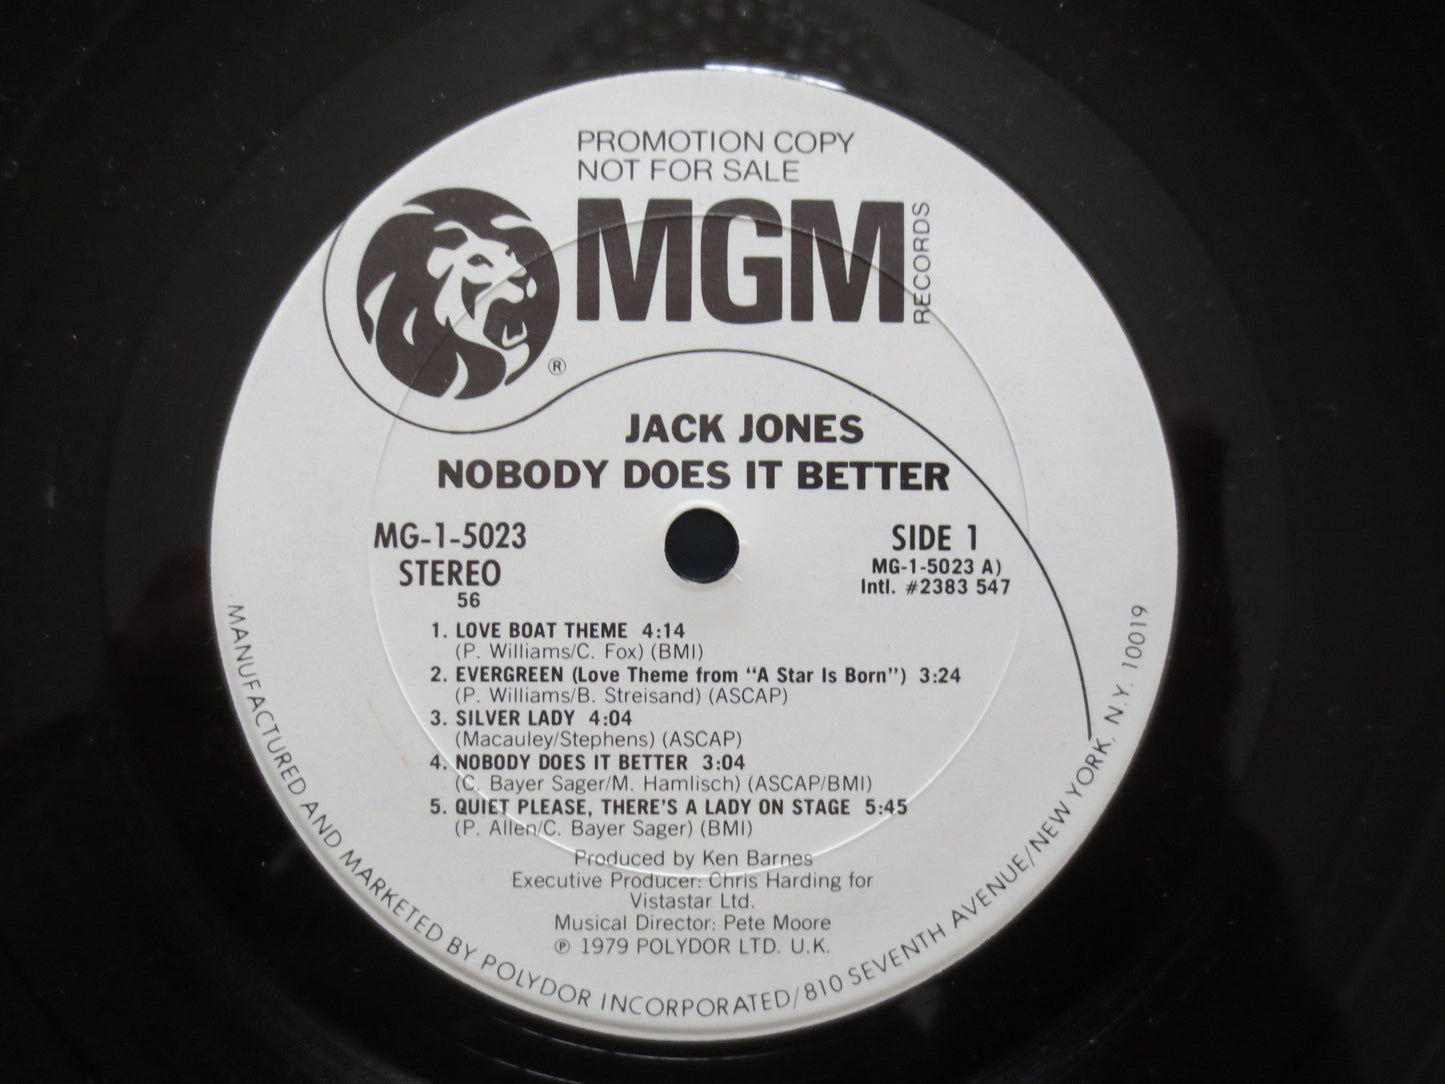 PROMOTION COPY
NOT FOR SALE
MGM
RECORDS
®
JACK JONES
NOBODY DOES IT BETTER
MG-1-5023
STEREO
56
SIDE 1
MG-1-5023 A)
Intl. #2383 547
1. LOVE BOAT THEME 4:14
(P. Williams/C. Fox) (BMI)
2. EVERGREEN (Love Theme from "A Star Is Born") 3:24
(P. Williams/B. Streisand) (ASCAP)
3. SILVER LADY 4:04
(Macauley/Stephens) (ASCAP)
4. NOBODY DOES IT BETTER 3:04
(C. Bayer Sager/M. Hamlisch) (ASCAP/BMI)
5. QUIET PLEASE, THERE'S A LADY ON STAGE 5:45
(P. Allen/C. Bayer Sager) (BMI)
Produced by Ken Barnes
Executive Producer: Chris Harding for
Vistastar Ltd.
Musical Director: Pete Moore
℗ 1979 POLYDOR LTD. U.K.
MANUFACTURED AND MARKETED BY POLYDOR INCORPORATED/810 SEVENTH AVENUE/NEW YORK, N.Y. 10019